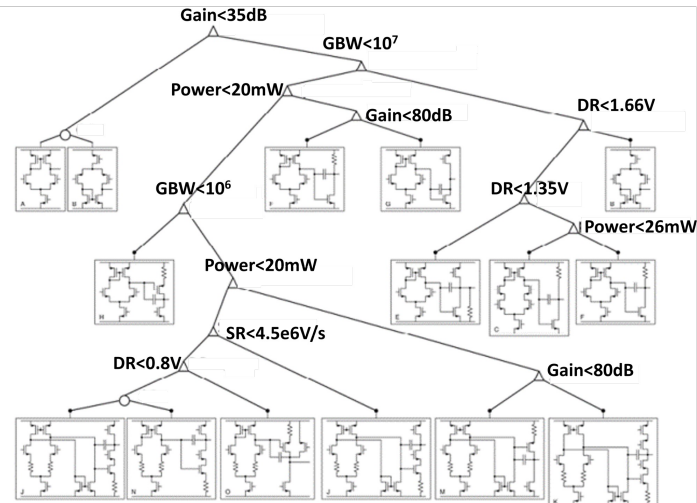 Gain<35dB
GBW<10⁷
Power<20mW
Gain<80dB
DR<1.66V
A
B
F
G
B
GBW<10⁶
DR<1.35V
Power<26mW
H
Power<20mW
E
C
F
SR<4.5e6V/s
DR<0.8V
Gain<80dB
J
N
O
J
M
K